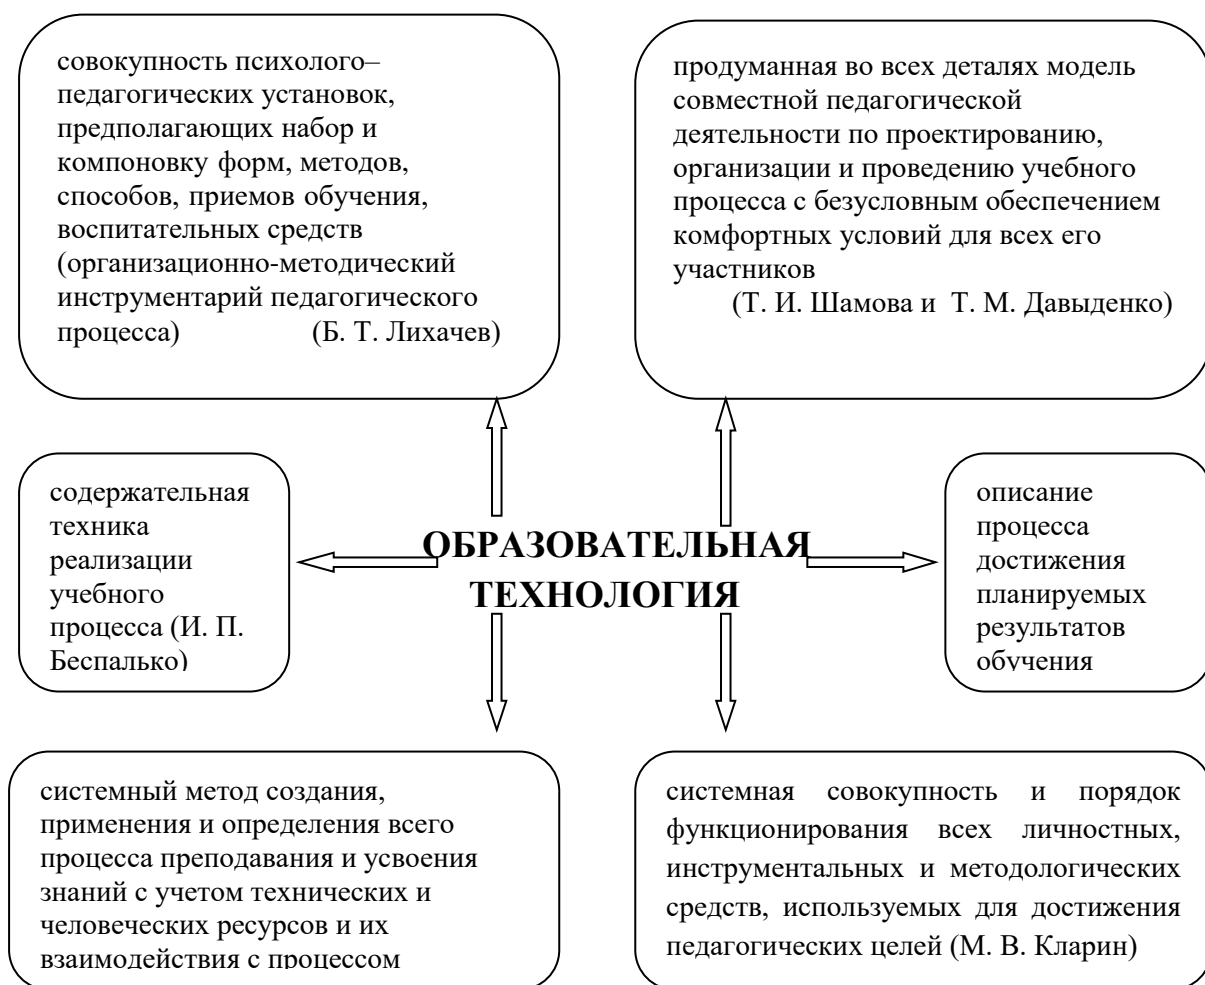 совокупность психолого–
педагогических установок,
предполагающих набор и
компоновку форм, методов,
способов, приемов обучения,
воспитательных средств
(организационно-методический
инструментарий педагогического
процесса) (Б. Т. Лихачев)
продуманная во всех деталях модель
совместной педагогической
деятельности по проектированию,
организации и проведению учебного
процесса с безусловным обеспечением
комфортных условий для всех его
участников
(Т. И. Шамова и Т. М. Давыденко)
содержательная
техника
реализации
учебного
процесса (И. П.
Беспалько)
ОБРАЗОВАТЕЛЬНАЯ
ТЕХНОЛОГИЯ
описание
процесса
достижения
планируемых
результатов
обучения
системный метод создания,
применения и определения всего
процесса преподавания и усвоения
знаний с учетом технических и
человеческих ресурсов и их
взаимодействия с процессом
системная совокупность и порядок
функционирования всех личностных,
инструментальных и методологических
средств, используемых для достижения
педагогических целей (М. В. Кларин)